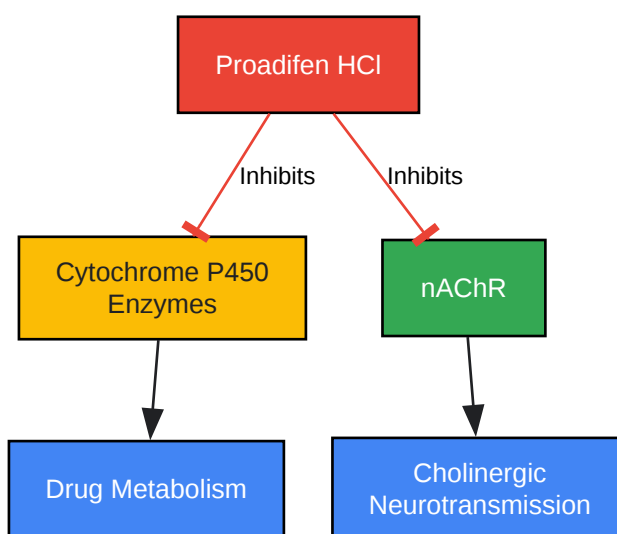 Proadifen HCl
Inhibits
Inhibits
Cytochrome P450
Enzymes
nAChR
Drug Metabolism
Cholinergic
Neurotransmission